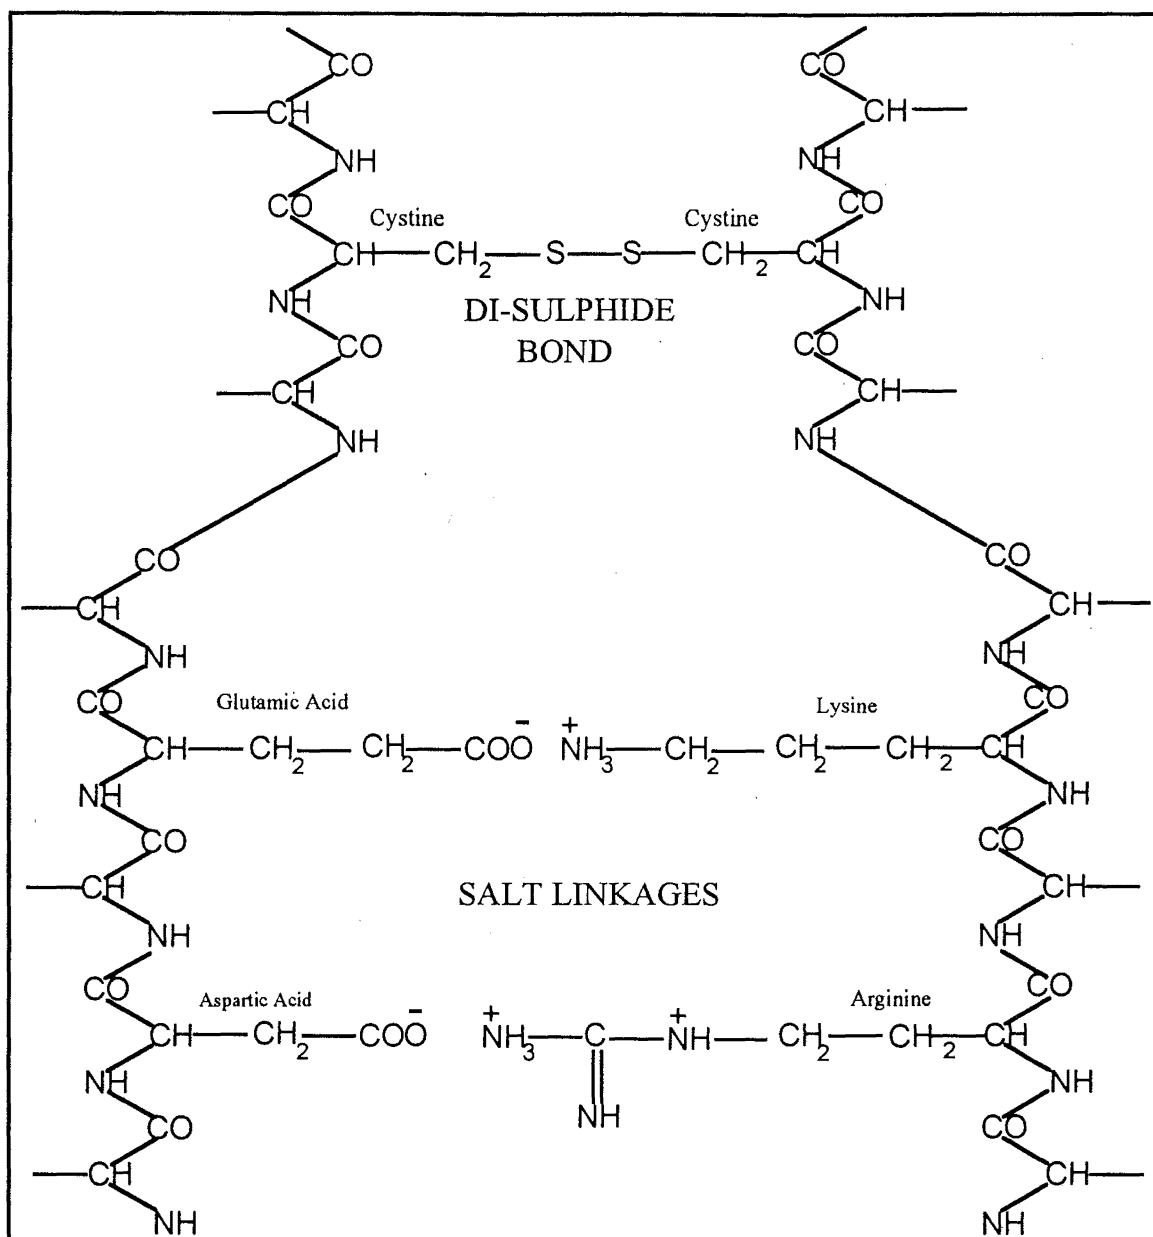 CO CO
CH CH
NH NH
CO Cystine Cystine CO
CH CH2 S S CH2 CH
NH DI-SULPHIDE NH
CO BOND CO
CH CH
NH NH
CO CO
CH CH
NH NH
CO Glutamic Acid - + Lysine CO
CH CH2 CH2 COO NH3 CH2 CH2 CH2 CH
NH NH
CO CO
CH SALT LINKAGES CH
NH NH
CO Aspartic Acid - + + Arginine CO
CH CH2 COO NH3 C NH CH2 CH2 CH
NH NH NH
CO CO
CH CH
NH NH